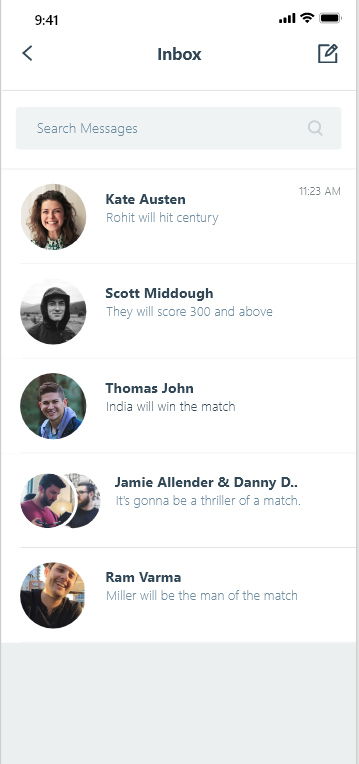 9:41
Inbox
Search Messages
Kate Austen
11:23 AM
Rohit will hit century
Scott Middough
They will score 300 and above
Thomas John
India will win the match
Jamie Allender & Danny D..
It's gonna be a thriller of a match.
Ram Varma
Miller will be the man of the match